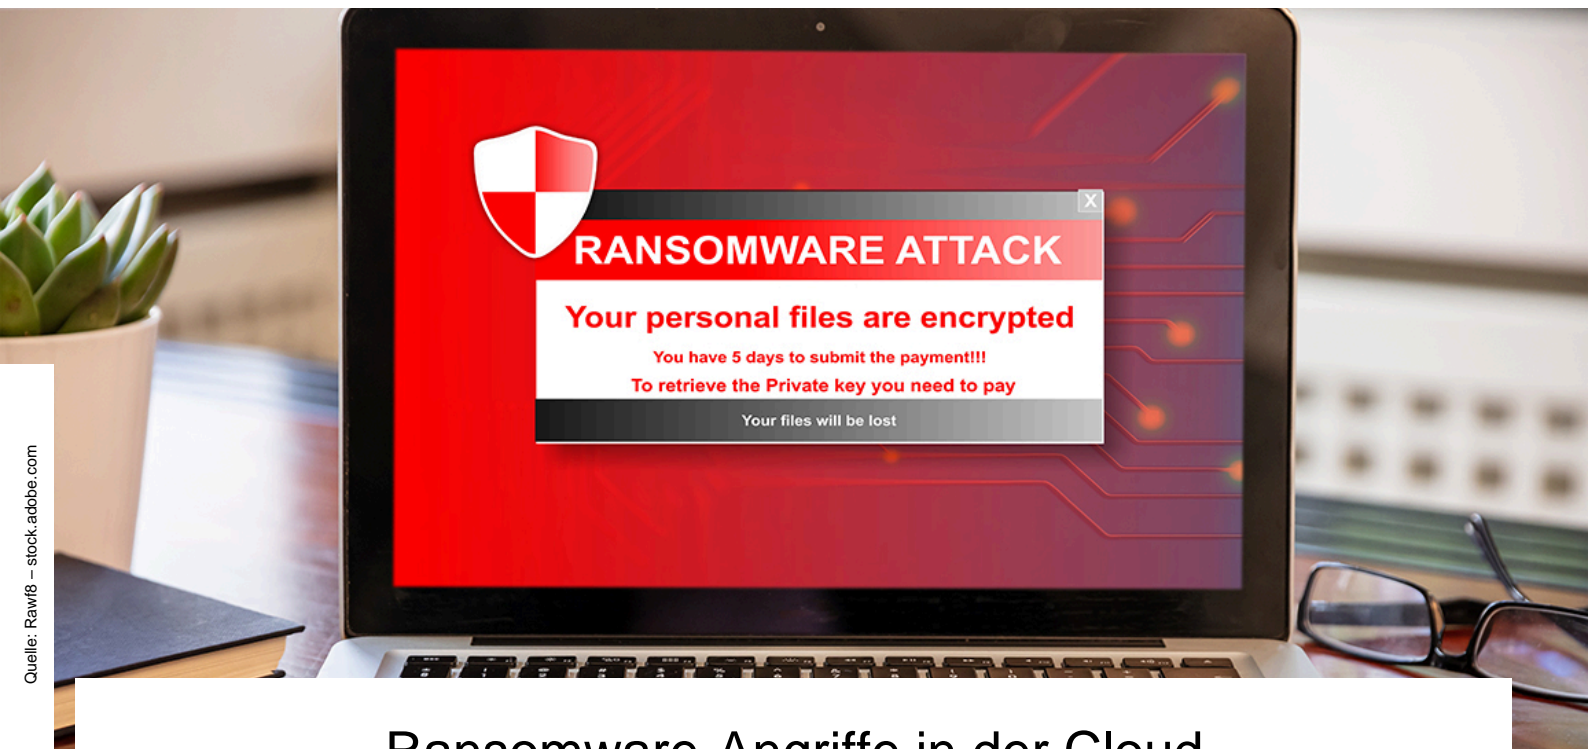 X
RANSOMWARE ATTACK
Your personal files are encrypted
You have 5 days to submit the payment!!!
To retrieve the Private key you need to pay
Your files will be lost
Quelle: Rawf8 – stock.adobe.com
Ransomware-Angriffe in der Cloud